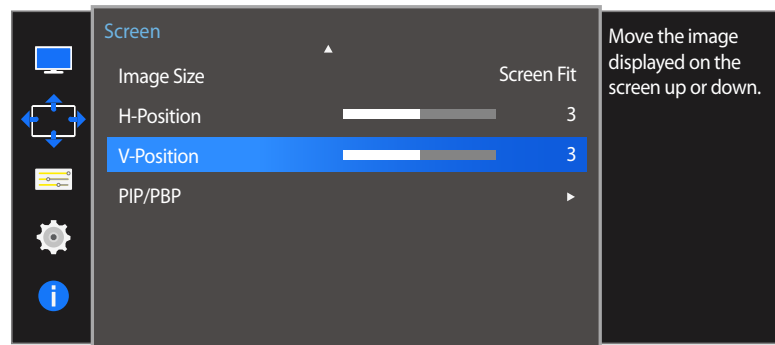 Screen
Image Size Screen Fit
H-Position 3
V-Position 3
PIP/PBP
Move the image
displayed on the
screen up or down.